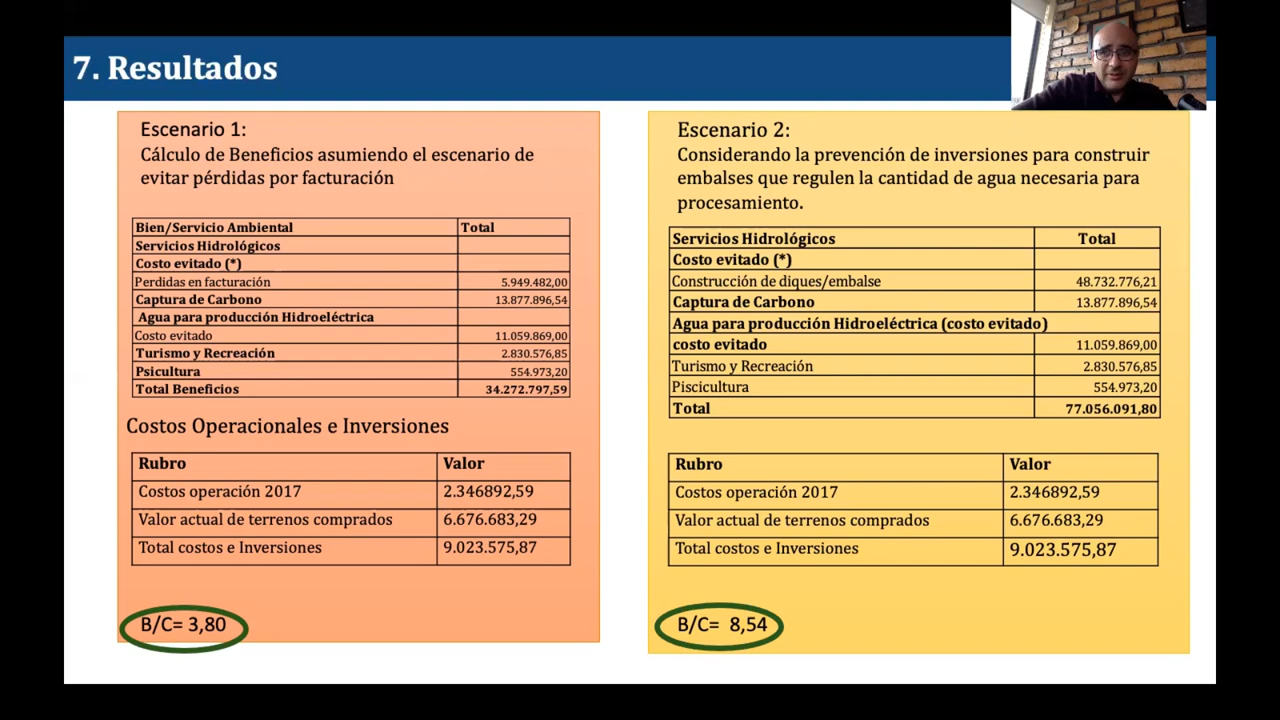 7. Resultados
Escenario 1:
Cálculo de Beneficios asumiendo el escenario de
evitar pérdidas por facturación
Bien/Servicio Ambiental Total
Servicios Hidrológicos
Costo evitado (*)
Perdidas en facturación 5.949.482,00
Captura de Carbono 13.877.896,54
Agua para producción Hidroeléctrica
Costo evitado 11.059.869,00
Turismo y Recreación 2.830.576,85
Psicultura 554.973,20
Total Beneficios 34.272.797,59
Costos Operacionales e Inversiones
Rubro Valor
Costos operación 2017 2.346892,59
Valor actual de terrenos comprados 6.676.683,29
Total costos e Inversiones 9.023.575,87
B/C= 3,80
Escenario 2:
Considerando la prevención de inversiones para construir
embalses que regulen la cantidad de agua necesaria para
procesamiento.
Servicios Hidrológicos Total
Costo evitado (*)
Construcción de diques/embalse 48.732.776,21
Captura de Carbono 13.877.896,54
Agua para producción Hidroeléctrica (costo evitado)
costo evitado 11.059.869,00
Turismo y Recreación 2.830.576,85
Piscicultura 554.973,20
Total 77.056.091,80
Rubro Valor
Costos operación 2017 2.346892,59
Valor actual de terrenos comprados 6.676.683,29
Total costos e Inversiones 9.023.575,87
B/C= 8,54